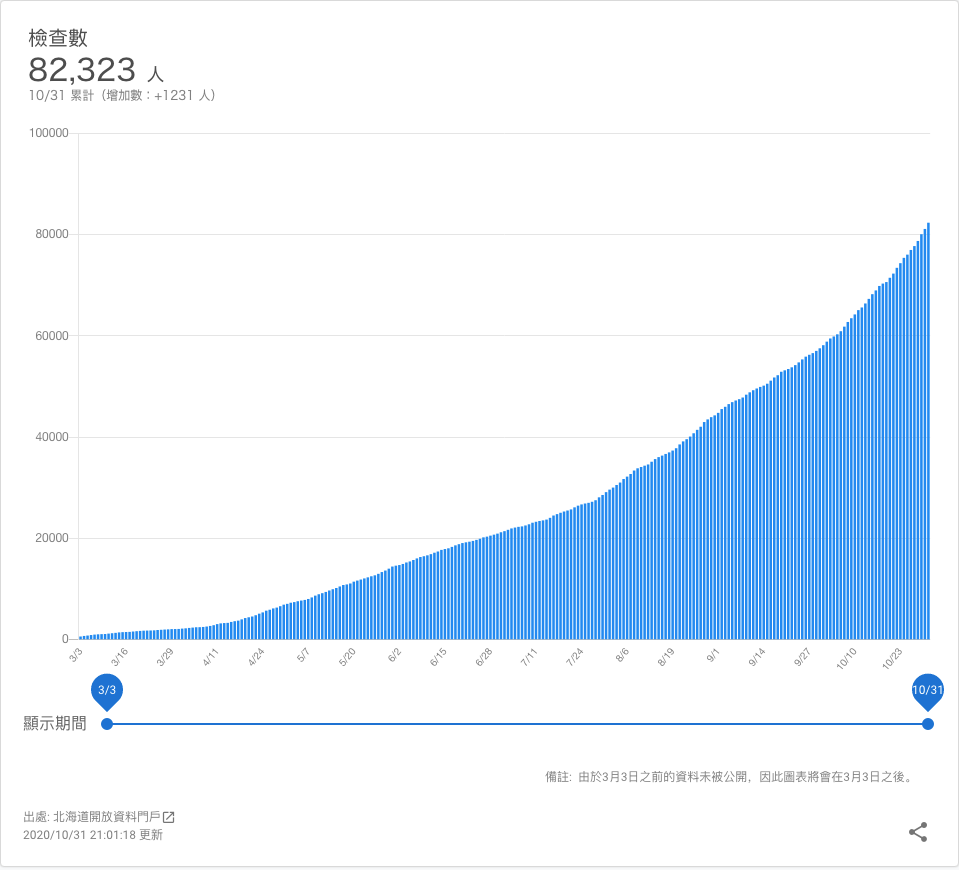 檢查數
82,323 人
10/31 累計（增加數：+1231 人）
100000
80000
60000
40000
20000
0
3/3 3/16 3/29 4/11 4/24 5/7 5/20 6/2 6/15 6/28 7/11 7/24 8/6 8/19 9/1 9/14 9/27 10/10 10/23
3/3 10/31
顯示期間
備註: 由於3月3日之前的資料未被公開，因此圖表將會在3月3日之後。
出處: 北海道開放資料門戶
2020/10/31 21:01:18 更新